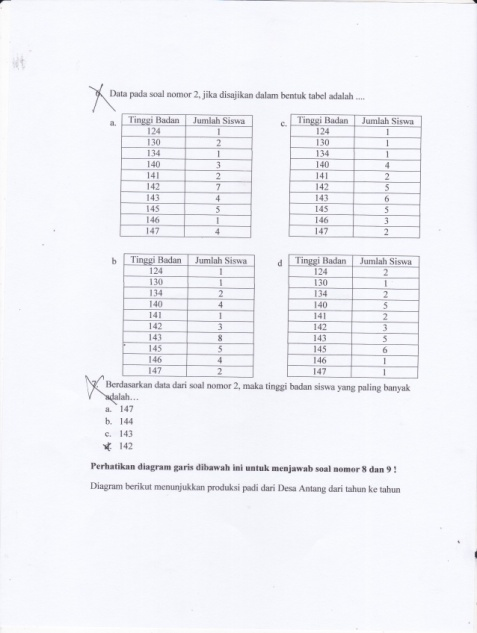 Data pada soal nomor 2, jika disajikan dalam bentuk tabel adalah ....
a.
Tinggi Badan Jumlah Siswa
124 1
130 2
134 1
140 3
141 2
142 7
143 4
145 5
146 1
147 4
c.
Tinggi Badan Jumlah Siswa
124 1
130 1
134 1
140 4
141 2
142 5
143 6
145 5
146 3
147 2
b
Tinggi Badan Jumlah Siswa
124 1
130 1
134 2
140 4
141 1
142 3
143 8
145 5
146 4
147 2
d
Tinggi Badan Jumlah Siswa
124 2
130 1
134 2
140 5
141 2
142 3
143 5
145 6
146 1
147 1
Berdasarkan data dari soal nomor 2, maka tinggi badan siswa yang paling banyak
adalah...
a. 147
b. 144
c. 143
142
Perhatikan diagram garis dibawah ini untuk menjawab soal nomor 8 dan 9 !
Diagram berikut menunjukkan produksi padi dari Desa Antang dari tahun ke tahun